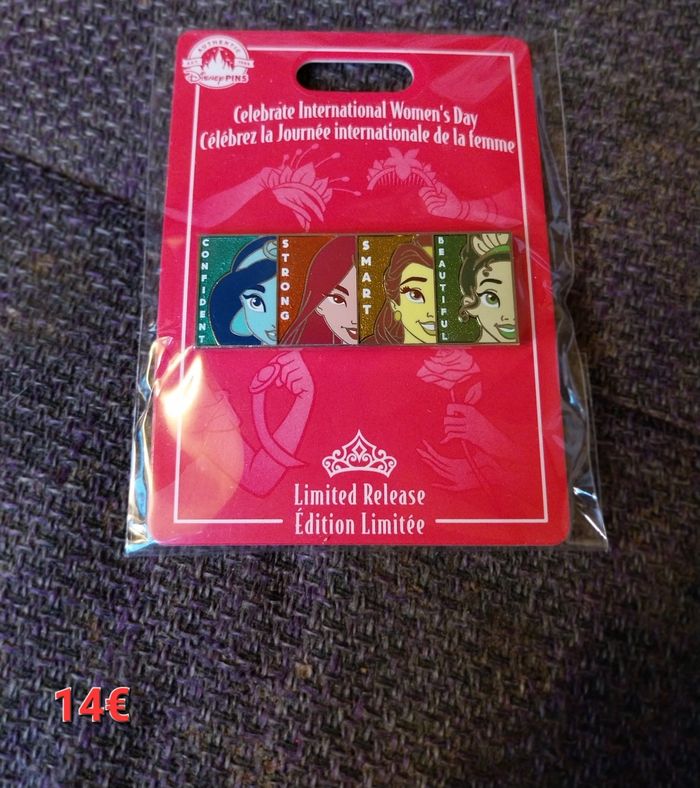 AUTHENTIC
Disney PINS
Celebrate International Women's Day
Célébrez la Journée internationale de la femme
CONFIDENT
STRONG
SMART
BEAUTIFUL
Limited Release
Édition Limitée
14€